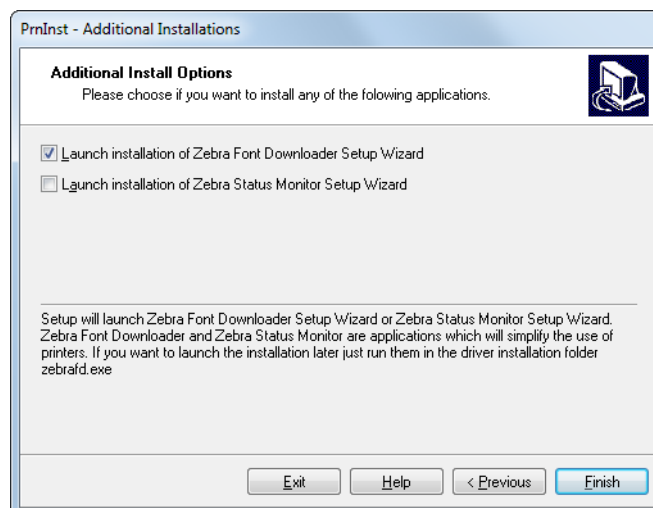 PrnInst - Additional Installations
Additional Install Options
Please choose if you want to install any of the folowing applications.
Launch installation of Zebra Font Downloader Setup Wizard
Launch installation of Zebra Status Monitor Setup Wizard
Setup will launch Zebra Font Downloader Setup Wizard or Zebra Status Monitor Setup Wizard.
Zebra Font Downloader and Zebra Status Monitor are applications which will simplify the use of
printers. If you want to launch the installation later just run them in the driver installation folder
zebrafd.exe
Exit Help < Previous Finish